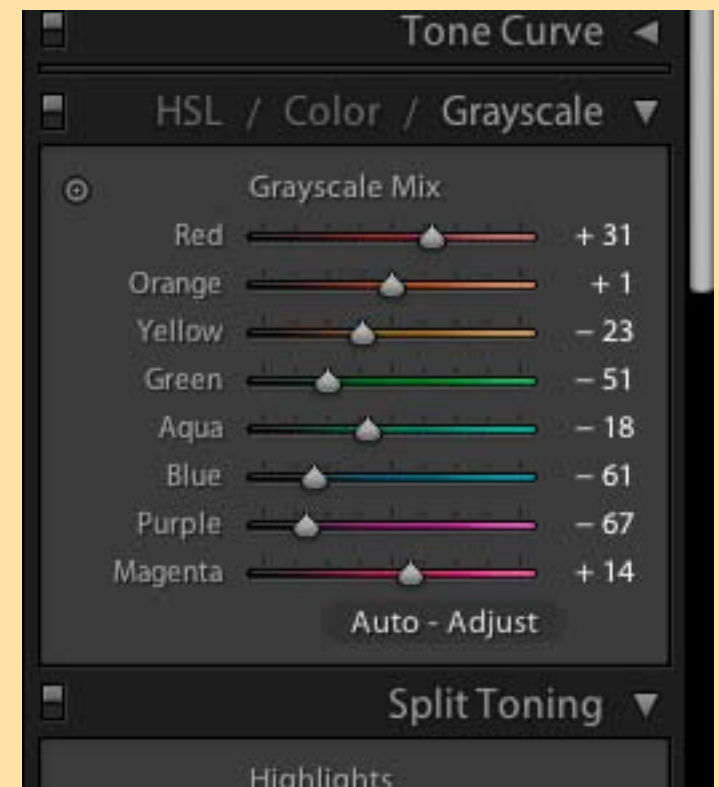 Tone Curve
HSL / Color / Grayscale
Grayscale Mix
Red + 31
Orange + 1
Yellow − 23
Green − 51
Aqua − 18
Blue − 61
Purple − 67
Magenta + 14
Auto - Adjust
Split Toning
Highlights